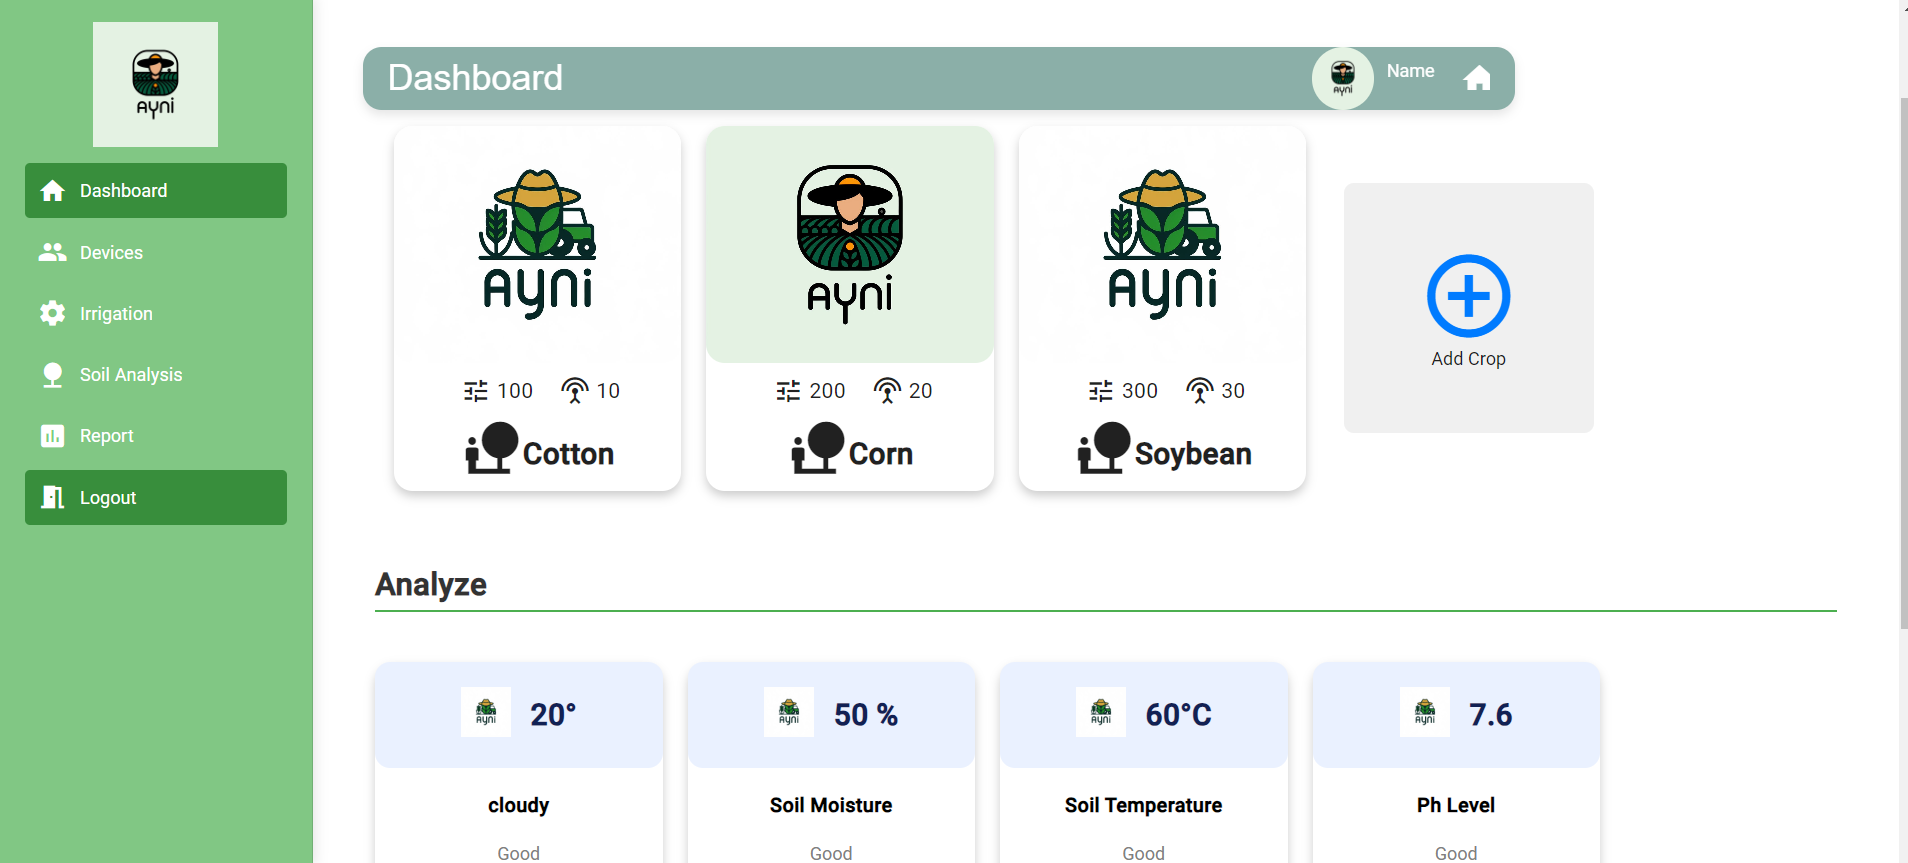 AYNi
Dashboard
Devices
Irrigation
Soil Analysis
Report
Logout
Dashboard
AYNi
Name
AYNi
AYNi
AYNi
100 10
200 20
300 30
Cotton
Corn
Soybean
Add Crop
Analyze
AYNi 20°
AYNi 50 %
AYNi 60°C
AYNi 7.6
cloudy
Soil Moisture
Soil Temperature
Ph Level
Good
Good
Good
Good